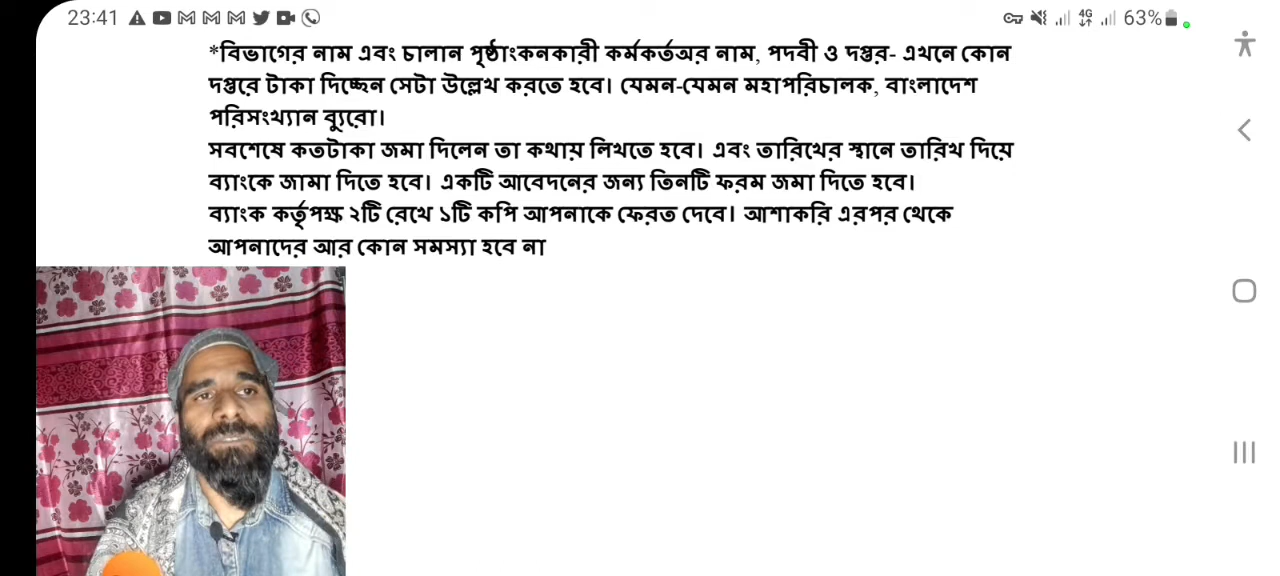 23:41
4G
63%
*বিভাগের নাম এবং চালান পৃষ্ঠাংকনকারী কর্মকর্তঅর নাম, পদবী ও দপ্তর- এখনে কোন
দপ্তরে টাকা দিচ্ছেন সেটা উল্লেখ করতে হবে। যেমন-যেমন মহাপরিচালক, বাংলাদেশ
পরিসংখ্যান ব্যুরো।
সবশেষে কতটাকা জমা দিলেন তা কথায় লিখতে হবে। এবং তারিখের স্থানে তারিখ দিয়ে
ব্যাংকে জামা দিতে হবে। একটি আবেদনের জন্য তিনটি ফরম জমা দিতে হবে।
ব্যাংক কর্তৃপক্ষ ২টি রেখে ১টি কপি আপনাকে ফেরত দেবে। আশাকরি এরপর থেকে
আপনাদের আর কোন সমস্যা হবে না